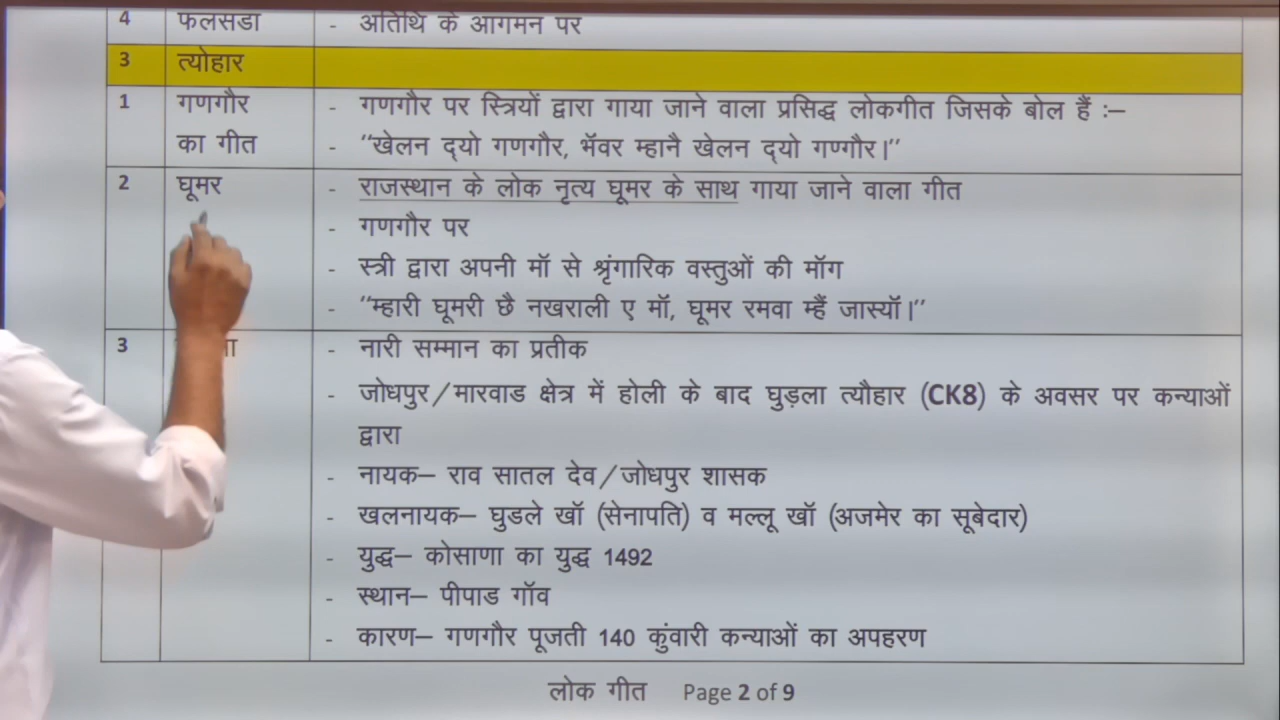 4 फलसडा - अतिथि के आगमन पर
3 त्योहार
1 गणगौर - गणगौर पर स्त्रियों द्वारा गाया जाने वाला प्रसिद्ध लोकगीत जिसके बोल हैं :–
का गीत - “खेलन द्यो गणगौर, भॅवर म्हानै खेलन द्यो गण्गौर।”
2 घूमर - राजस्थान के लोक नृत्य घूमर के साथ गाया जाने वाला गीत
- गणगौर पर
- स्त्री द्वारा अपनी मॉ से श्रृंगारिक वस्तुओं की मॉग
- “म्हारी घूमरी छै नखराली ए मॉ, घूमर रमवा म्हैं जास्यॉ।”
3 - नारी सम्मान का प्रतीक
- जोधपुर/मारवाड क्षेत्र में होली के बाद घुड़ला त्यौहार (CK8) के अवसर पर कन्याओं
द्वारा
- नायक– राव सातल देव/जोधपुर शासक
- खलनायक– घुडले खॉ (सेनापति) व मल्लू खॉ (अजमेर का सूबेदार)
- युद्ध– कोसाणा का युद्ध 1492
- स्थान– पीपाड गॉव
- कारण– गणगौर पूजती 140 कुंवारी कन्याओं का अपहरण
लोक गीत Page 2 of 9